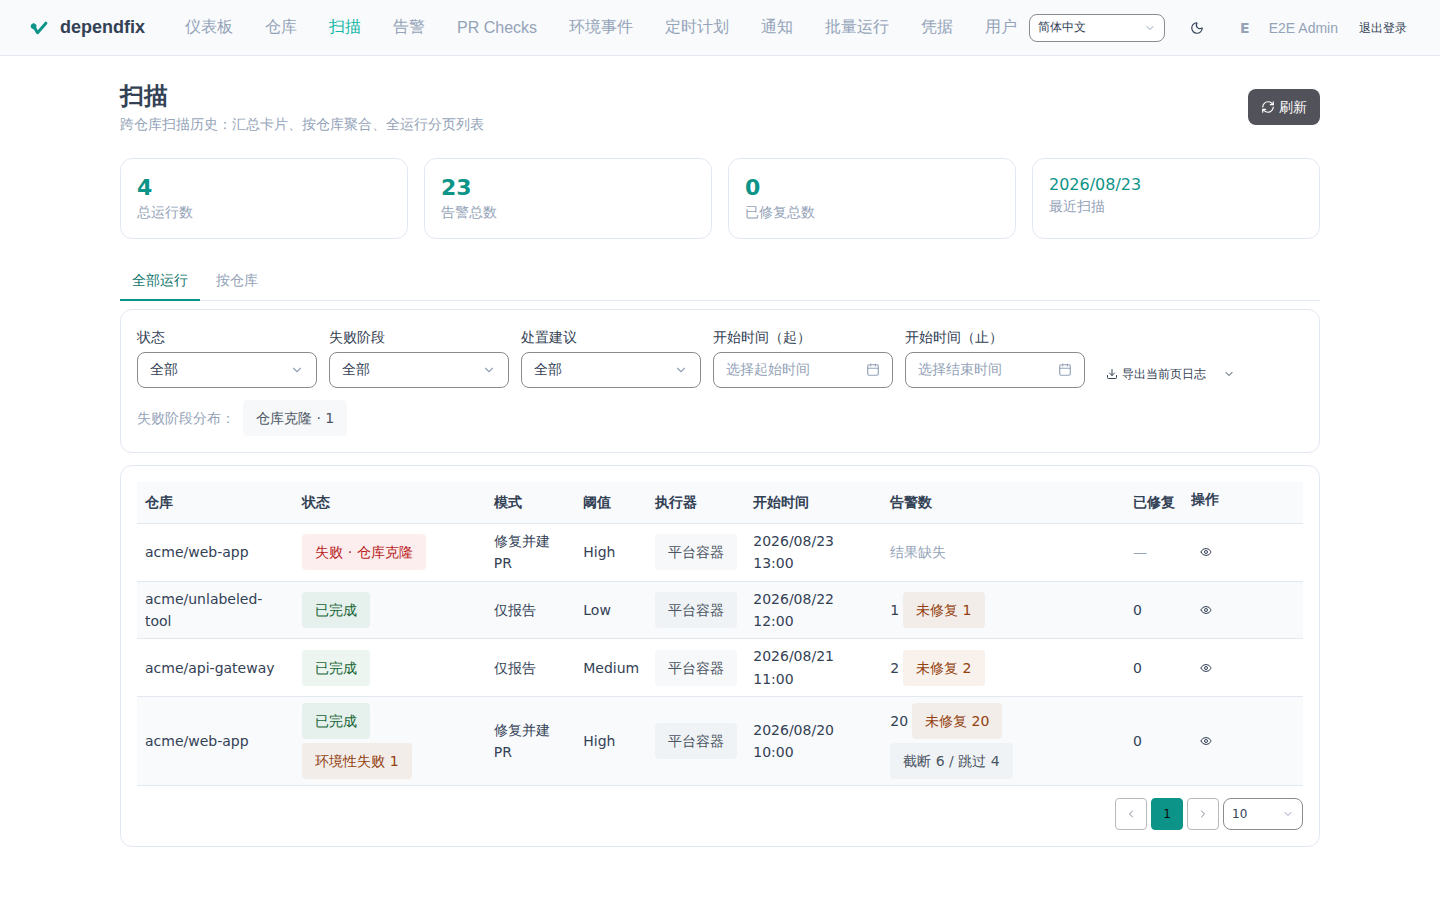 dependfix 仪表板 仓库 扫描 告警 PR Checks 环境事件 定时计划 通知 批量运行 凭据 用户 简体中文 E E2E Admin 退出登录
扫描
跨仓库扫描历史：汇总卡片、按仓库聚合、全运行分页列表
刷新
4 23 0 2026/08/23
总运行数 告警总数 已修复总数 最近扫描
全部运行 按仓库
状态 失败阶段 处置建议 开始时间（起） 开始时间（止）
全部 全部 全部 选择起始时间 选择结束时间 导出当前页日志
失败阶段分布： 仓库克隆 · 1
仓库 状态 模式 阈值 执行器 开始时间 告警数 已修复 操作
acme/web-app 失败 · 仓库克隆 修复并建 High 平台容器 2026/08/23 结果缺失 —
PR 13:00
acme/unlabeled- 已完成 仅报告 Low 平台容器 2026/08/22 1 未修复 1 0
tool 12:00
acme/api-gateway 已完成 仅报告 Medium 平台容器 2026/08/21 2 未修复 2 0
11:00
acme/web-app 已完成 修复并建 High 平台容器 2026/08/20 20 未修复 20 0
环境性失败 1 PR 10:00 截断 6 / 跳过 4
1 10